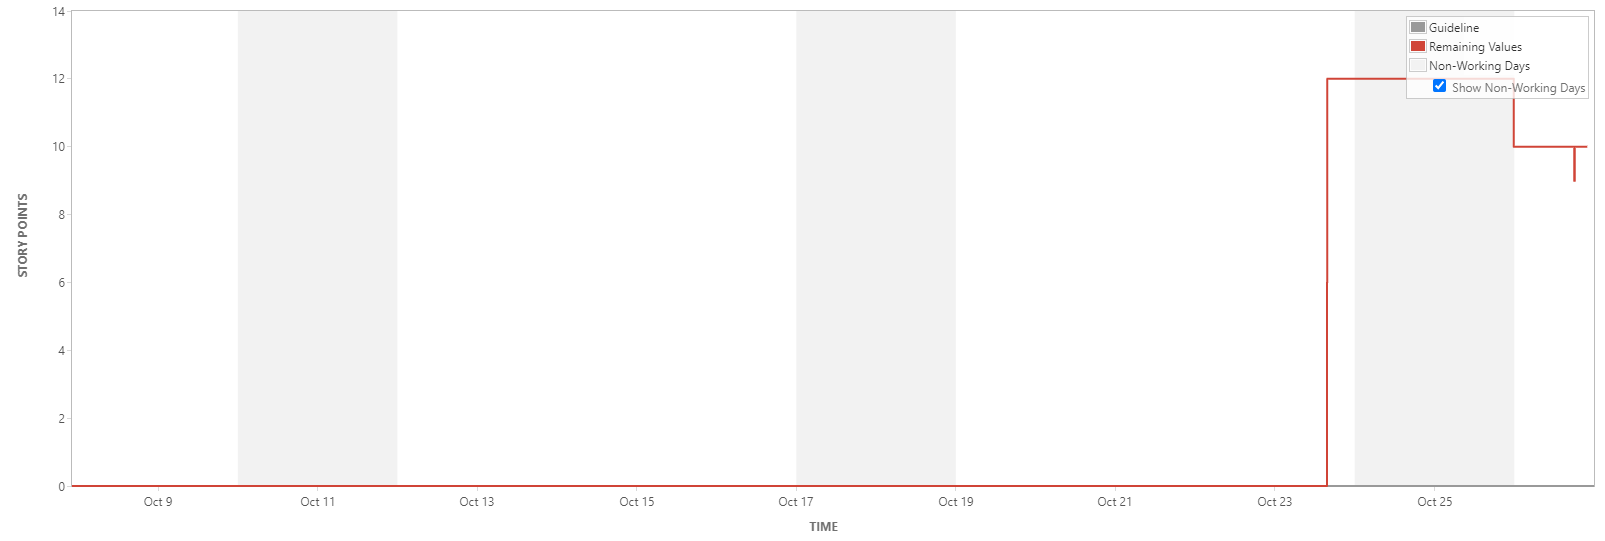 14
12
10
8
6
4
2
0
STORY POINTS
Guideline
Remaining Values
Non-Working Days
Show Non-Working Days
Oct 9 Oct 11 Oct 13 Oct 15 Oct 17 Oct 19 Oct 21 Oct 23 Oct 25
TIME